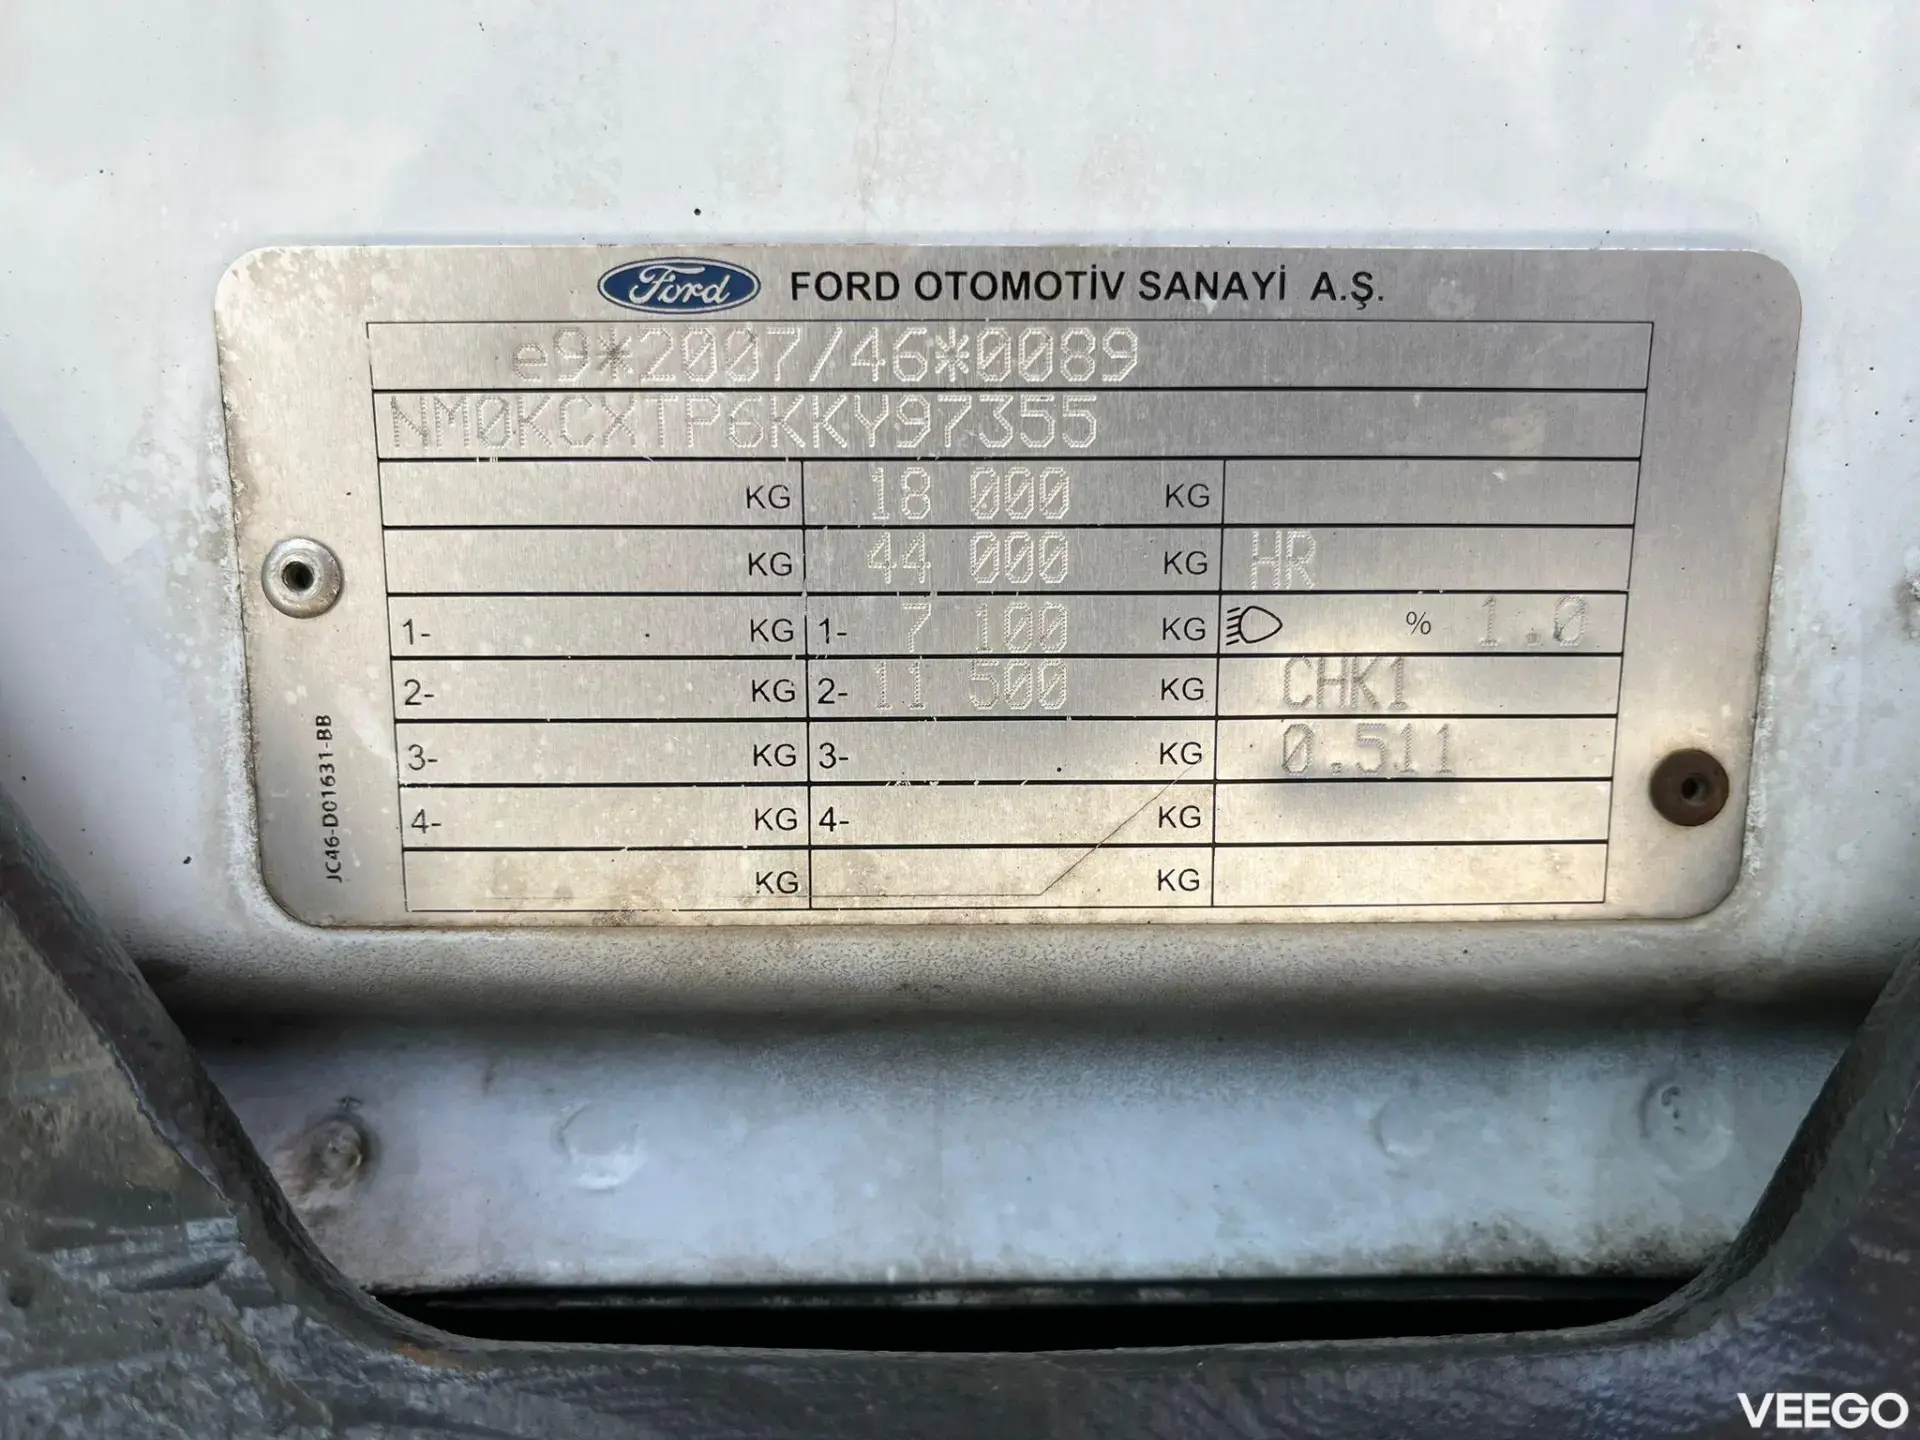 Ford FORD OTOMOTİV SANAYİ A.Ş.
e9*2007/46*0089
NM0KCXTP6KKY97355
KG 18 000 KG
KG 44 000 KG HR
1- KG 1- 7 100 KG % 1.0
2- KG 2- 11 500 KG CHK1
3- KG 3- KG 0.511
4- KG 4- KG
KG KG
JC46-D01631-BB
VEEGO